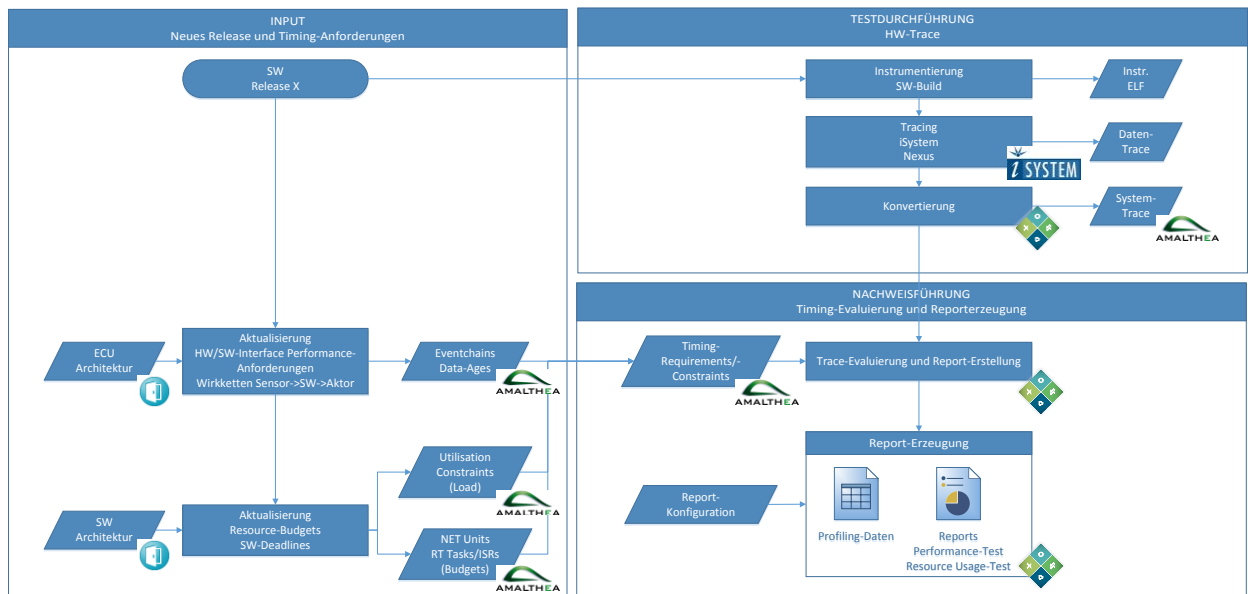 INPUT
Neues Release und Timing-Anforderungen
SW
Release X
ECU
Architektur
Aktualisierung
HW/SW-Interface Performance-
Anforderungen
Wirkketten Sensor->SW->Aktor
Eventchains
Data-Ages
AMALTHEA
Utilisation
Constraints
(Load)
AMALTHEA
SW
Architektur
Aktualisierung
Resource-Budgets
SW-Deadlines
NET Units
RT Tasks/ISRs
(Budgets)
AMALTHEA
TESTDURCHFÜHRUNG
HW-Trace
Instrumentierung
SW-Build
Instr.
ELF
Tracing
iSystem
Nexus
i SYSTEM
Daten-
Trace
Konvertierung
System-
Trace
AMALTHEA
NACHWEISFÜHRUNG
Timing-Evaluierung und Reporterzeugung
Timing-
Requirements/-
Constraints
AMALTHEA
Trace-Evaluierung und Report-Erstellung
Report-Erzeugung
Report-
Konfiguration
Profiling-Daten
Reports
Performance-Test
Resource Usage-Test